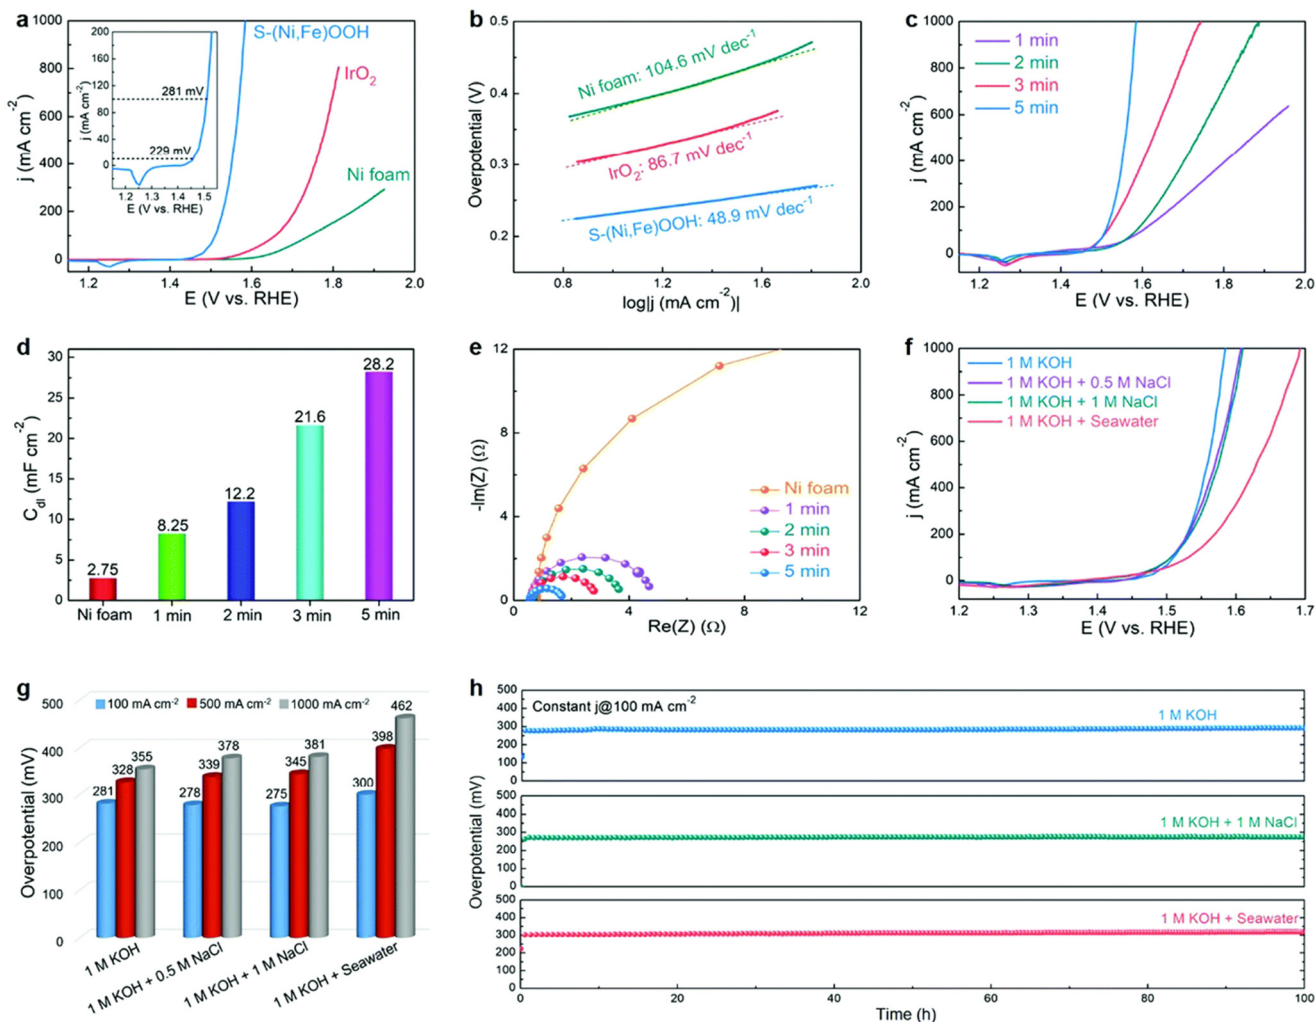 a
1000
800
600
400
200
0
j (mA cm⁻²)
1.2
1.4
1.6
1.8
2.0
E (V vs. RHE)
S-(Ni,Fe)OOH
IrO₂
Ni foam
200
160
120
80
40
0
j (mA cm⁻²)
281 mV
229 mV
1.2
1.3
1.4
1.5
E (V vs. RHE)
b
0.5
0.4
0.3
0.2
Overpotential (V)
Ni foam: 104.6 mV dec⁻¹
IrO₂: 86.7 mV dec⁻¹
S-(Ni,Fe)OOH: 48.9 mV dec⁻¹
0.8
1.2
1.6
2.0
log|j (mA cm⁻²)|
c
1000
800
600
400
200
0
j (mA cm⁻²)
1 min
2 min
3 min
5 min
1.2
1.4
1.6
1.8
2.0
E (V vs. RHE)
d
30
25
20
15
10
5
0
C_dl (mF cm⁻²)
2.75
8.25
12.2
21.6
28.2
Ni foam
1 min
2 min
3 min
5 min
e
12
8
4
0
-Im(Z) (Ω)
Ni foam
1 min
2 min
3 min
5 min
0
4
8
12
Re(Z) (Ω)
f
1000
800
600
400
200
0
j (mA cm⁻²)
1 M KOH
1 M KOH + 0.5 M NaCl
1 M KOH + 1 M NaCl
1 M KOH + Seawater
1.2
1.3
1.4
1.5
1.6
1.7
E (V vs. RHE)
g
500
400
300
200
100
0
Overpotential (mV)
100 mA cm⁻²
500 mA cm⁻²
1000 mA cm⁻²
281
328
355
278
339
378
275
345
381
300
398
462
1 M KOH
1 M KOH + 0.5 M NaCl
1 M KOH + 1 M NaCl
1 M KOH + Seawater
h
Constant j@100 mA cm⁻²
Overpotential (mV)
500
400
300
200
100
0
1 M KOH
500
400
300
200
100
0
1 M KOH + 1 M NaCl
500
400
300
200
100
0
1 M KOH + Seawater
0
20
40
60
80
100
Time (h)